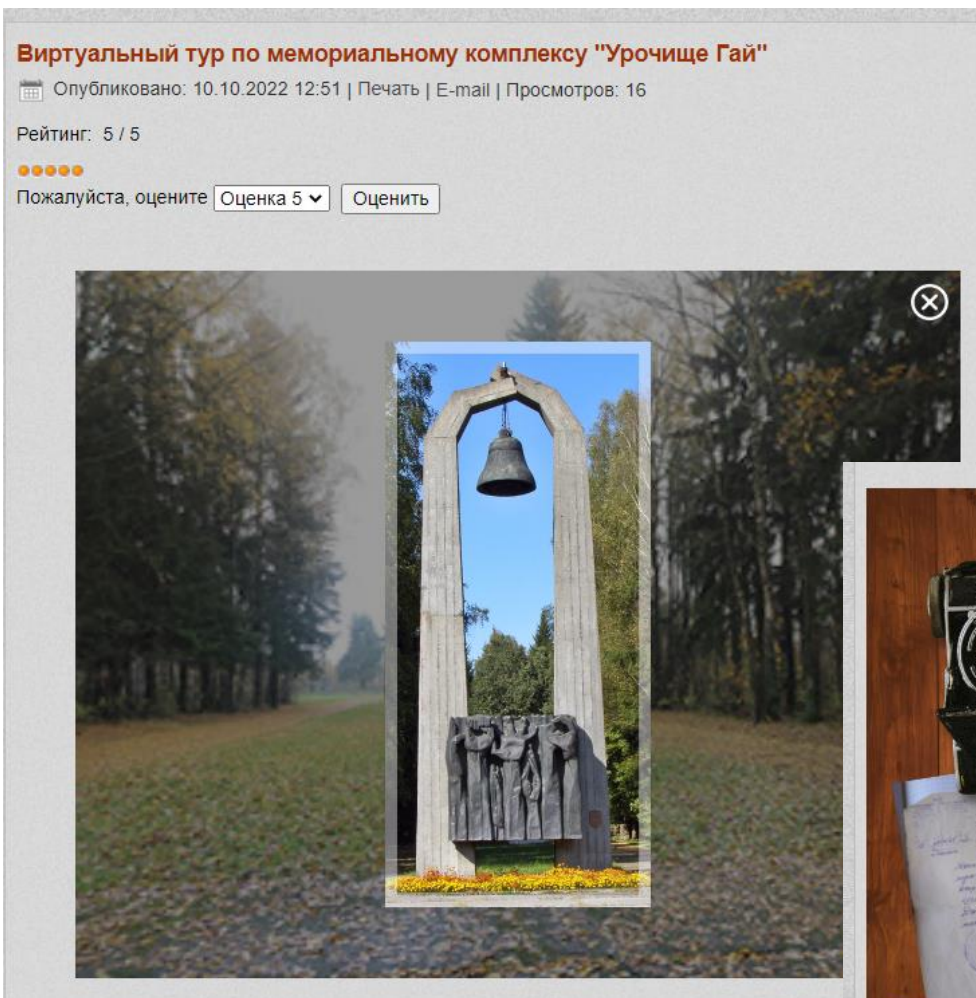 Виртуальный тур по мемориальному комплексу "Урочище Гай"
Опубликовано: 10.10.2022 12:51 | Печать | E-mail | Просмотров: 16
Рейтинг: 5 / 5
Пожалуйста, оцените Оценка 5 Оценить